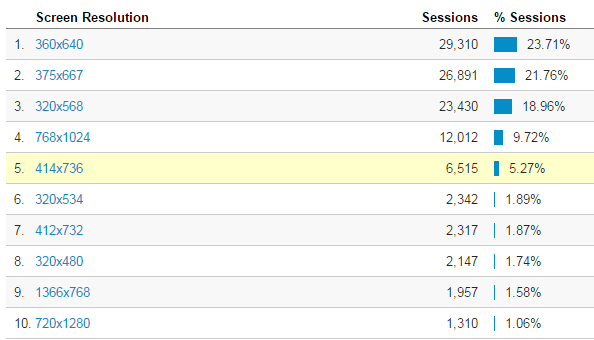 Screen Resolution Sessions % Sessions
1. 360x640 29,310 23.71%
2. 375x667 26,891 21.76%
3. 320x568 23,430 18.96%
4. 768x1024 12,012 9.72%
5. 414x736 6,515 5.27%
6. 320x534 2,342 1.89%
7. 412x732 2,317 1.87%
8. 320x480 2,147 1.74%
9. 1366x768 1,957 1.58%
10. 720x1280 1,310 1.06%